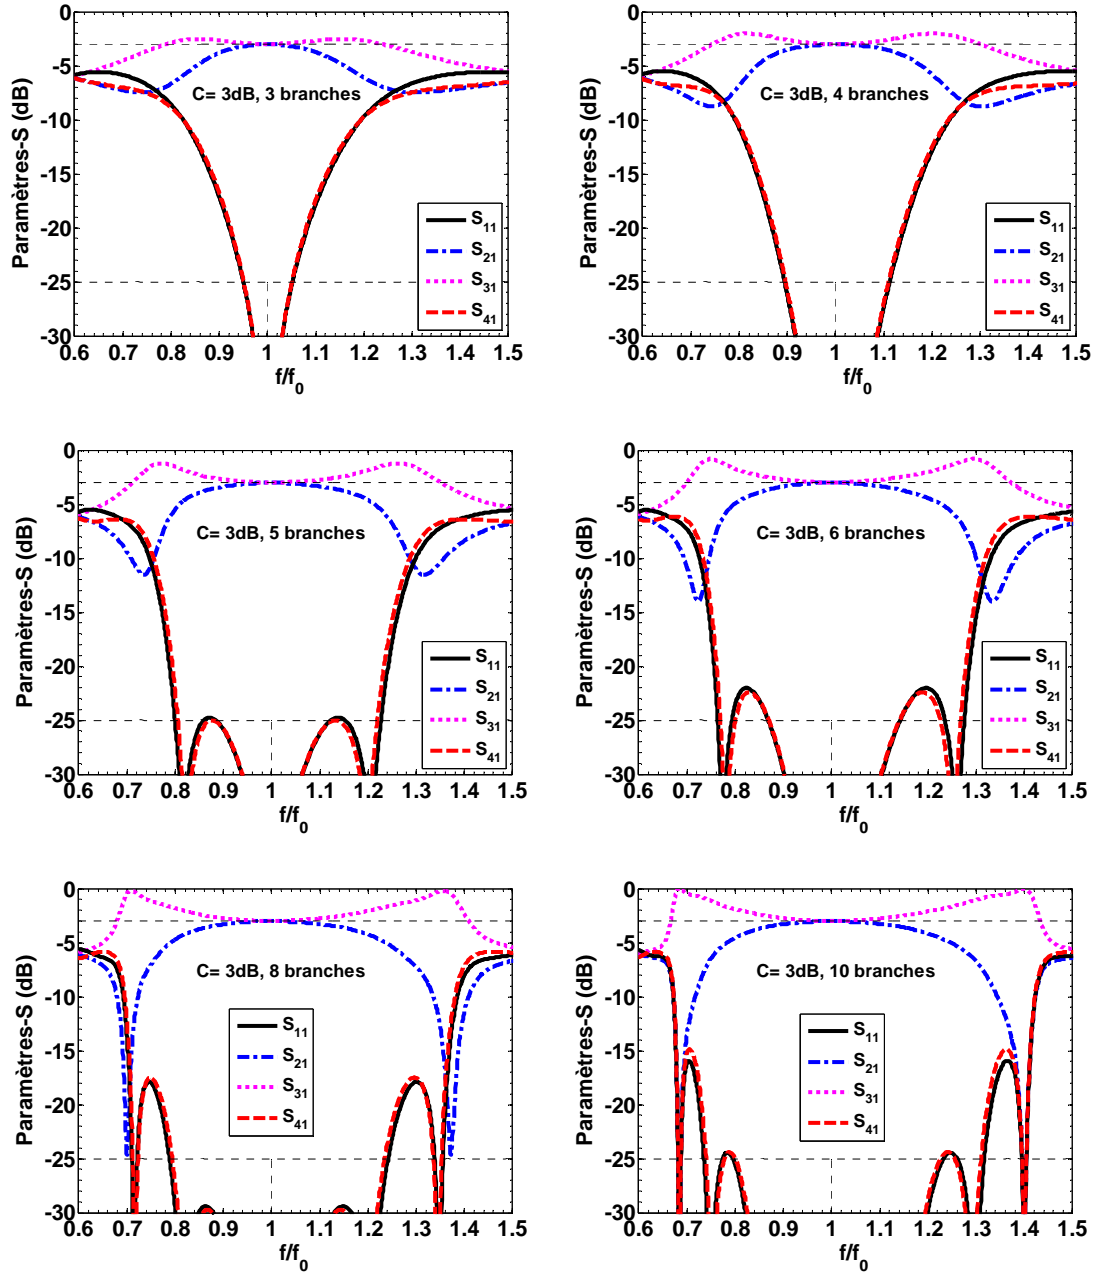 0
-5
-10
-15
-20
-25
-30
Paramètres-S (dB)
C= 3dB, 3 branches
S11
S21
S31
S41
0.6 0.7 0.8 0.9 1 1.1 1.2 1.3 1.4 1.5
f/f0
0
-5
-10
-15
-20
-25
-30
Paramètres-S (dB)
C= 3dB, 4 branches
S11
S21
S31
S41
0.6 0.7 0.8 0.9 1 1.1 1.2 1.3 1.4 1.5
f/f0
0
-5
-10
-15
-20
-25
-30
Paramètres-S (dB)
C= 3dB, 5 branches
S11
S21
S31
S41
0.6 0.7 0.8 0.9 1 1.1 1.2 1.3 1.4 1.5
f/f0
0
-5
-10
-15
-20
-25
-30
Paramètres-S (dB)
C= 3dB, 6 branches
S11
S21
S31
S41
0.6 0.7 0.8 0.9 1 1.1 1.2 1.3 1.4 1.5
f/f0
0
-5
-10
-15
-20
-25
-30
Paramètres-S (dB)
C= 3dB, 8 branches
S11
S21
S31
S41
0.6 0.7 0.8 0.9 1 1.1 1.2 1.3 1.4 1.5
f/f0
0
-5
-10
-15
-20
-25
-30
Paramètres-S (dB)
C= 3dB, 10 branches
S11
S21
S31
S41
0.6 0.7 0.8 0.9 1 1.1 1.2 1.3 1.4 1.5
f/f0